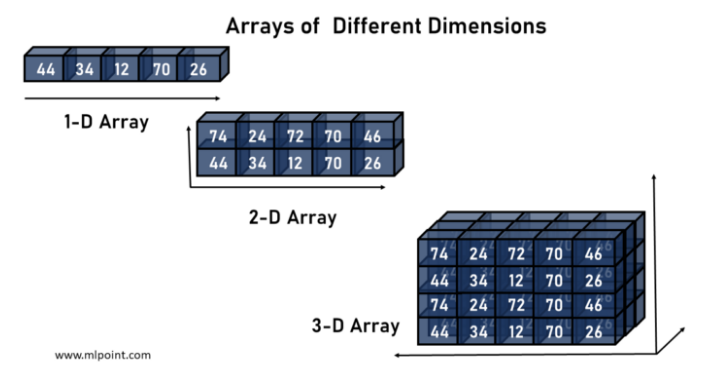 Arrays of Different Dimensions
44 34 12 70 26
1-D Array
74 24 72 70 46
44 34 12 70 26
2-D Array
74 24 72 70 46
44 34 12 70 26
74 24 72 70 46
44 34 12 70 26
3-D Array
www.mlpoint.com